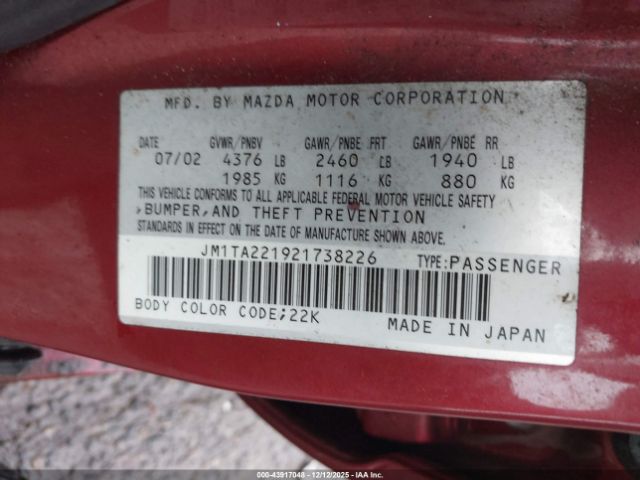 MFD. BY MAZDA MOTOR CORPORATION
DATE GVWR/PNBV GAWR/PNBE FRT GAWR/PNBE RR
07/02 4376 LB 2460 LB 1940 LB
1985 KG 1116 KG 880 KG
THIS VEHICLE CONFORMS TO ALL APPLICABLE FEDERAL MOTOR VEHICLE SAFETY
,BUMPER,AND THEFT PREVENTION
STANDARDS IN EFFECT ON THE DATE OF MANUFACTURE SHOWN ABOVE.
JM1TA221921738226 TYPE:PASSENGER
BODY COLOR CODE;22K
MADE IN JAPAN
000-43917048 - 12/12/2025 - IAAI.COM